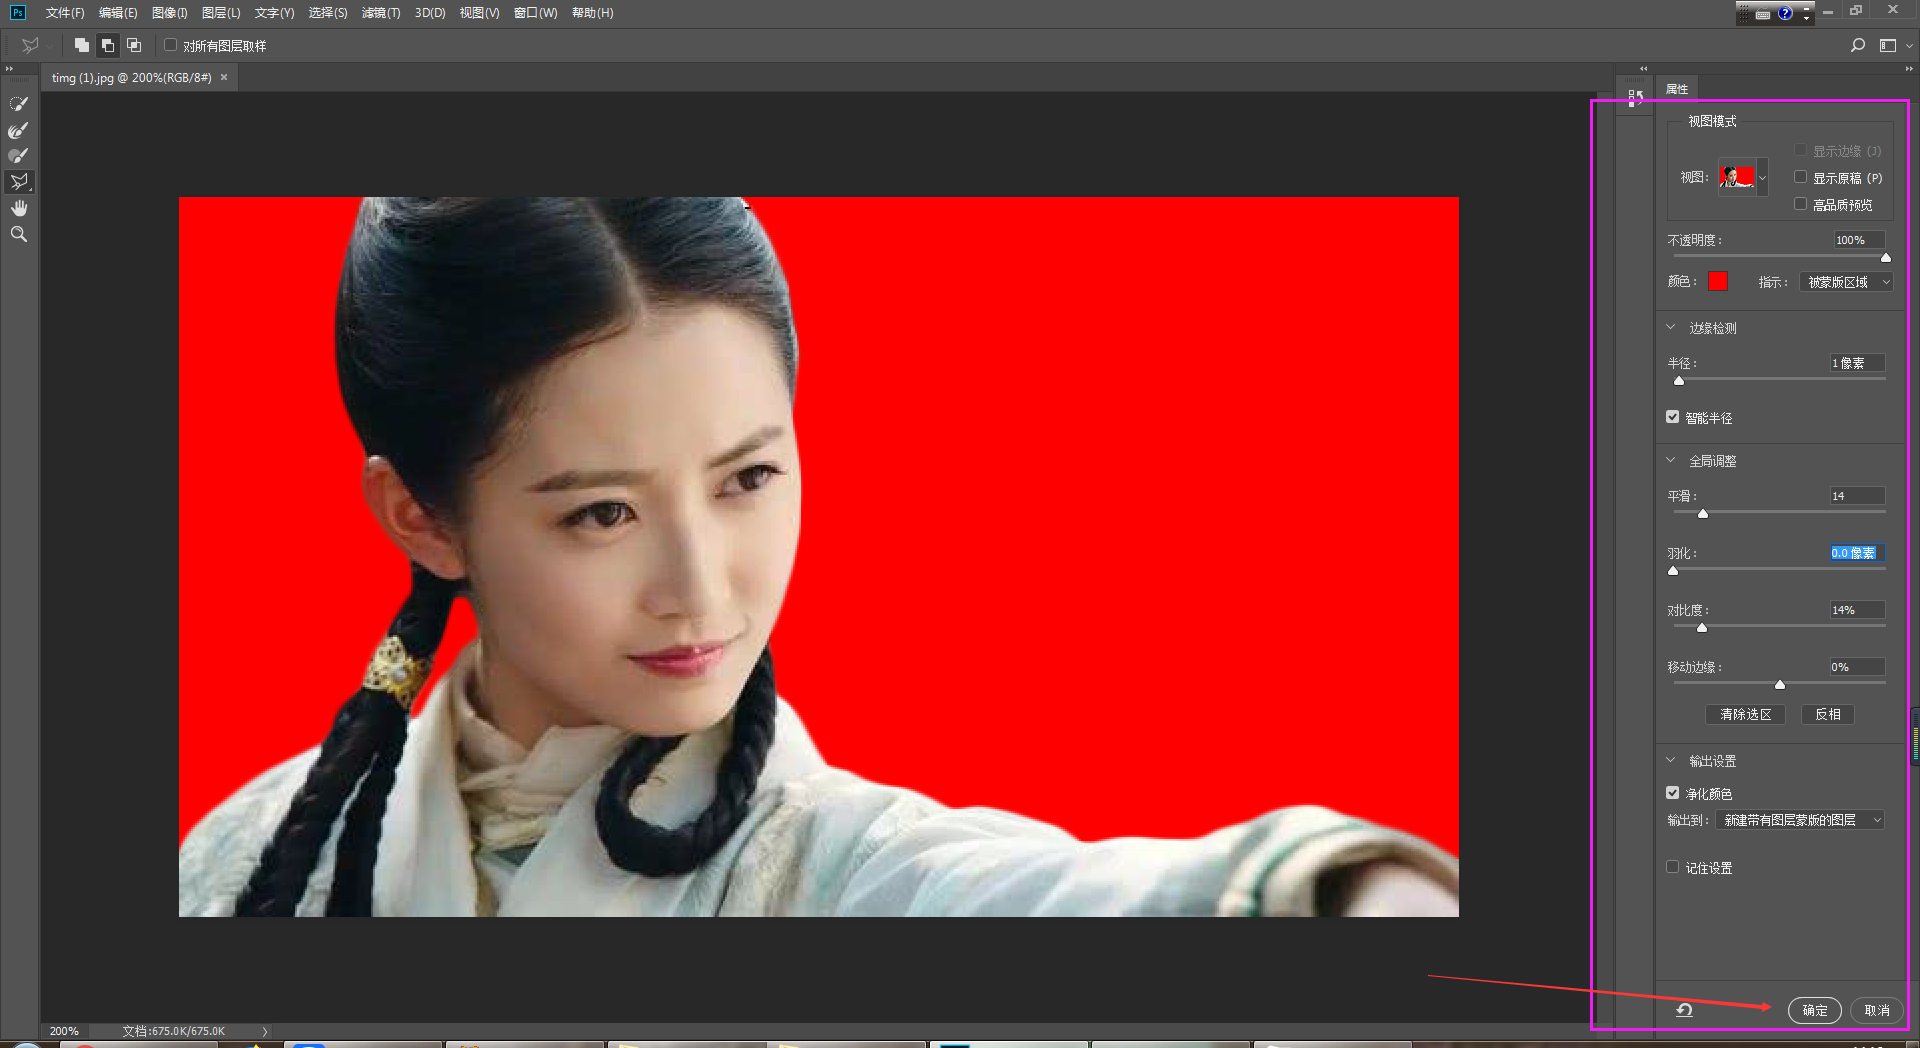 Ps 文件(F) 编辑(E) 图像(I) 图层(L) 文字(Y) 选择(S) 滤镜(T) 3D(D) 视图(V) 窗口(W) 帮助(H)
对所有图层取样
timg (1).jpg @ 200%(RGB/8#) ×
属性
视图模式
显示边缘 (J)
视图:
显示原稿 (P)
高品质预览
不透明度: 100%
颜色: 指示: 被蒙版区域
边缘检测
半径: 1 像素
智能半径
全局调整
平滑: 14
羽化: 0.0 像素
对比度: 14%
移动边缘: 0%
清除选区 反相
输出设置
净化颜色
输出到: 新建带有图层蒙版的图层
记住设置
确定 取消
200% 文档:675.0K/675.0K